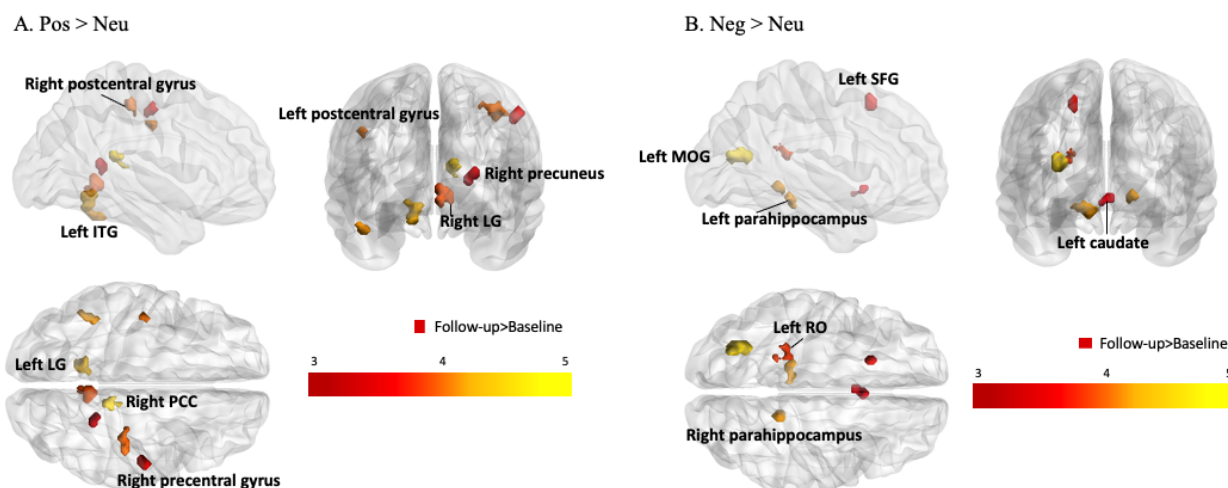 A. Pos > Neu
Right postcentral gyrus
Left ITG
Left postcentral gyrus
Right precuneus
Right LG
Left LG
Right PCC
Right precentral gyrus
Follow-up>Baseline
3 4 5
B. Neg > Neu
Left SFG
Left MOG
Left parahippocampus
Left caudate
Left RO
Right parahippocampus
Follow-up>Baseline
3 4 5